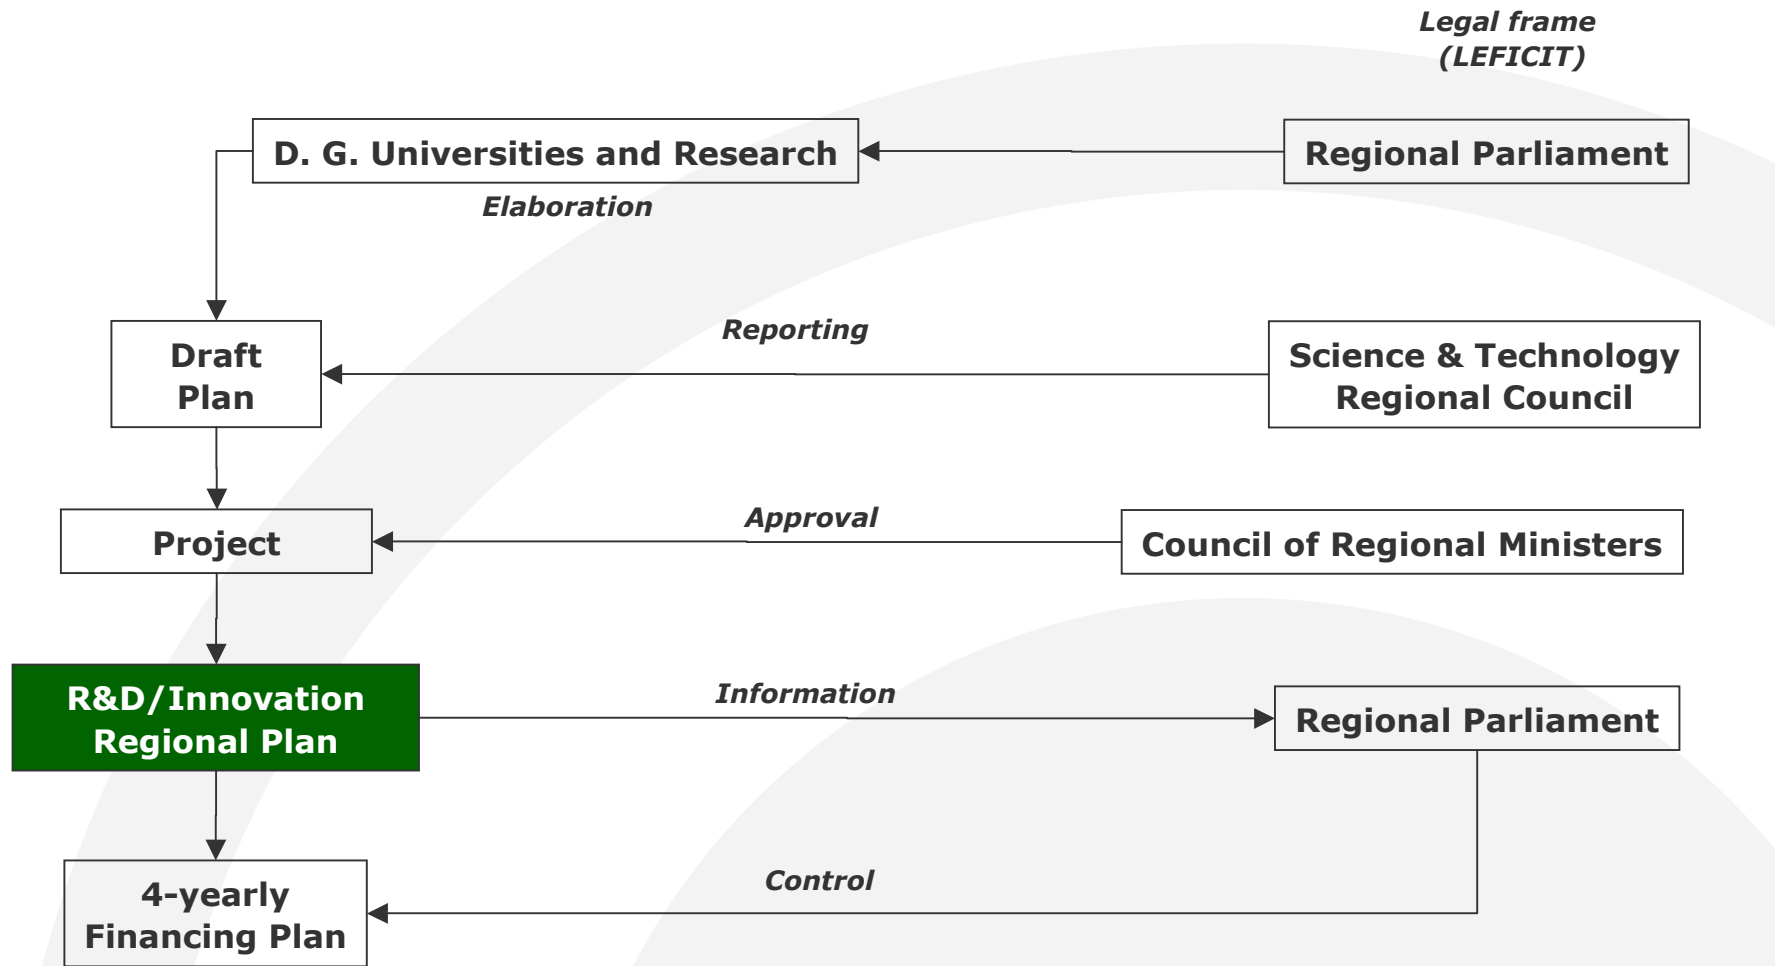 Legal frame
(LEFICIT)
D. G. Universities and Research
Regional Parliament
Elaboration
Draft
Plan
Reporting
Science & Technology
Regional Council
Project
Approval
Council of Regional Ministers
R&D/Innovation
Regional Plan
Information
Regional Parliament
4-yearly
Financing Plan
Control